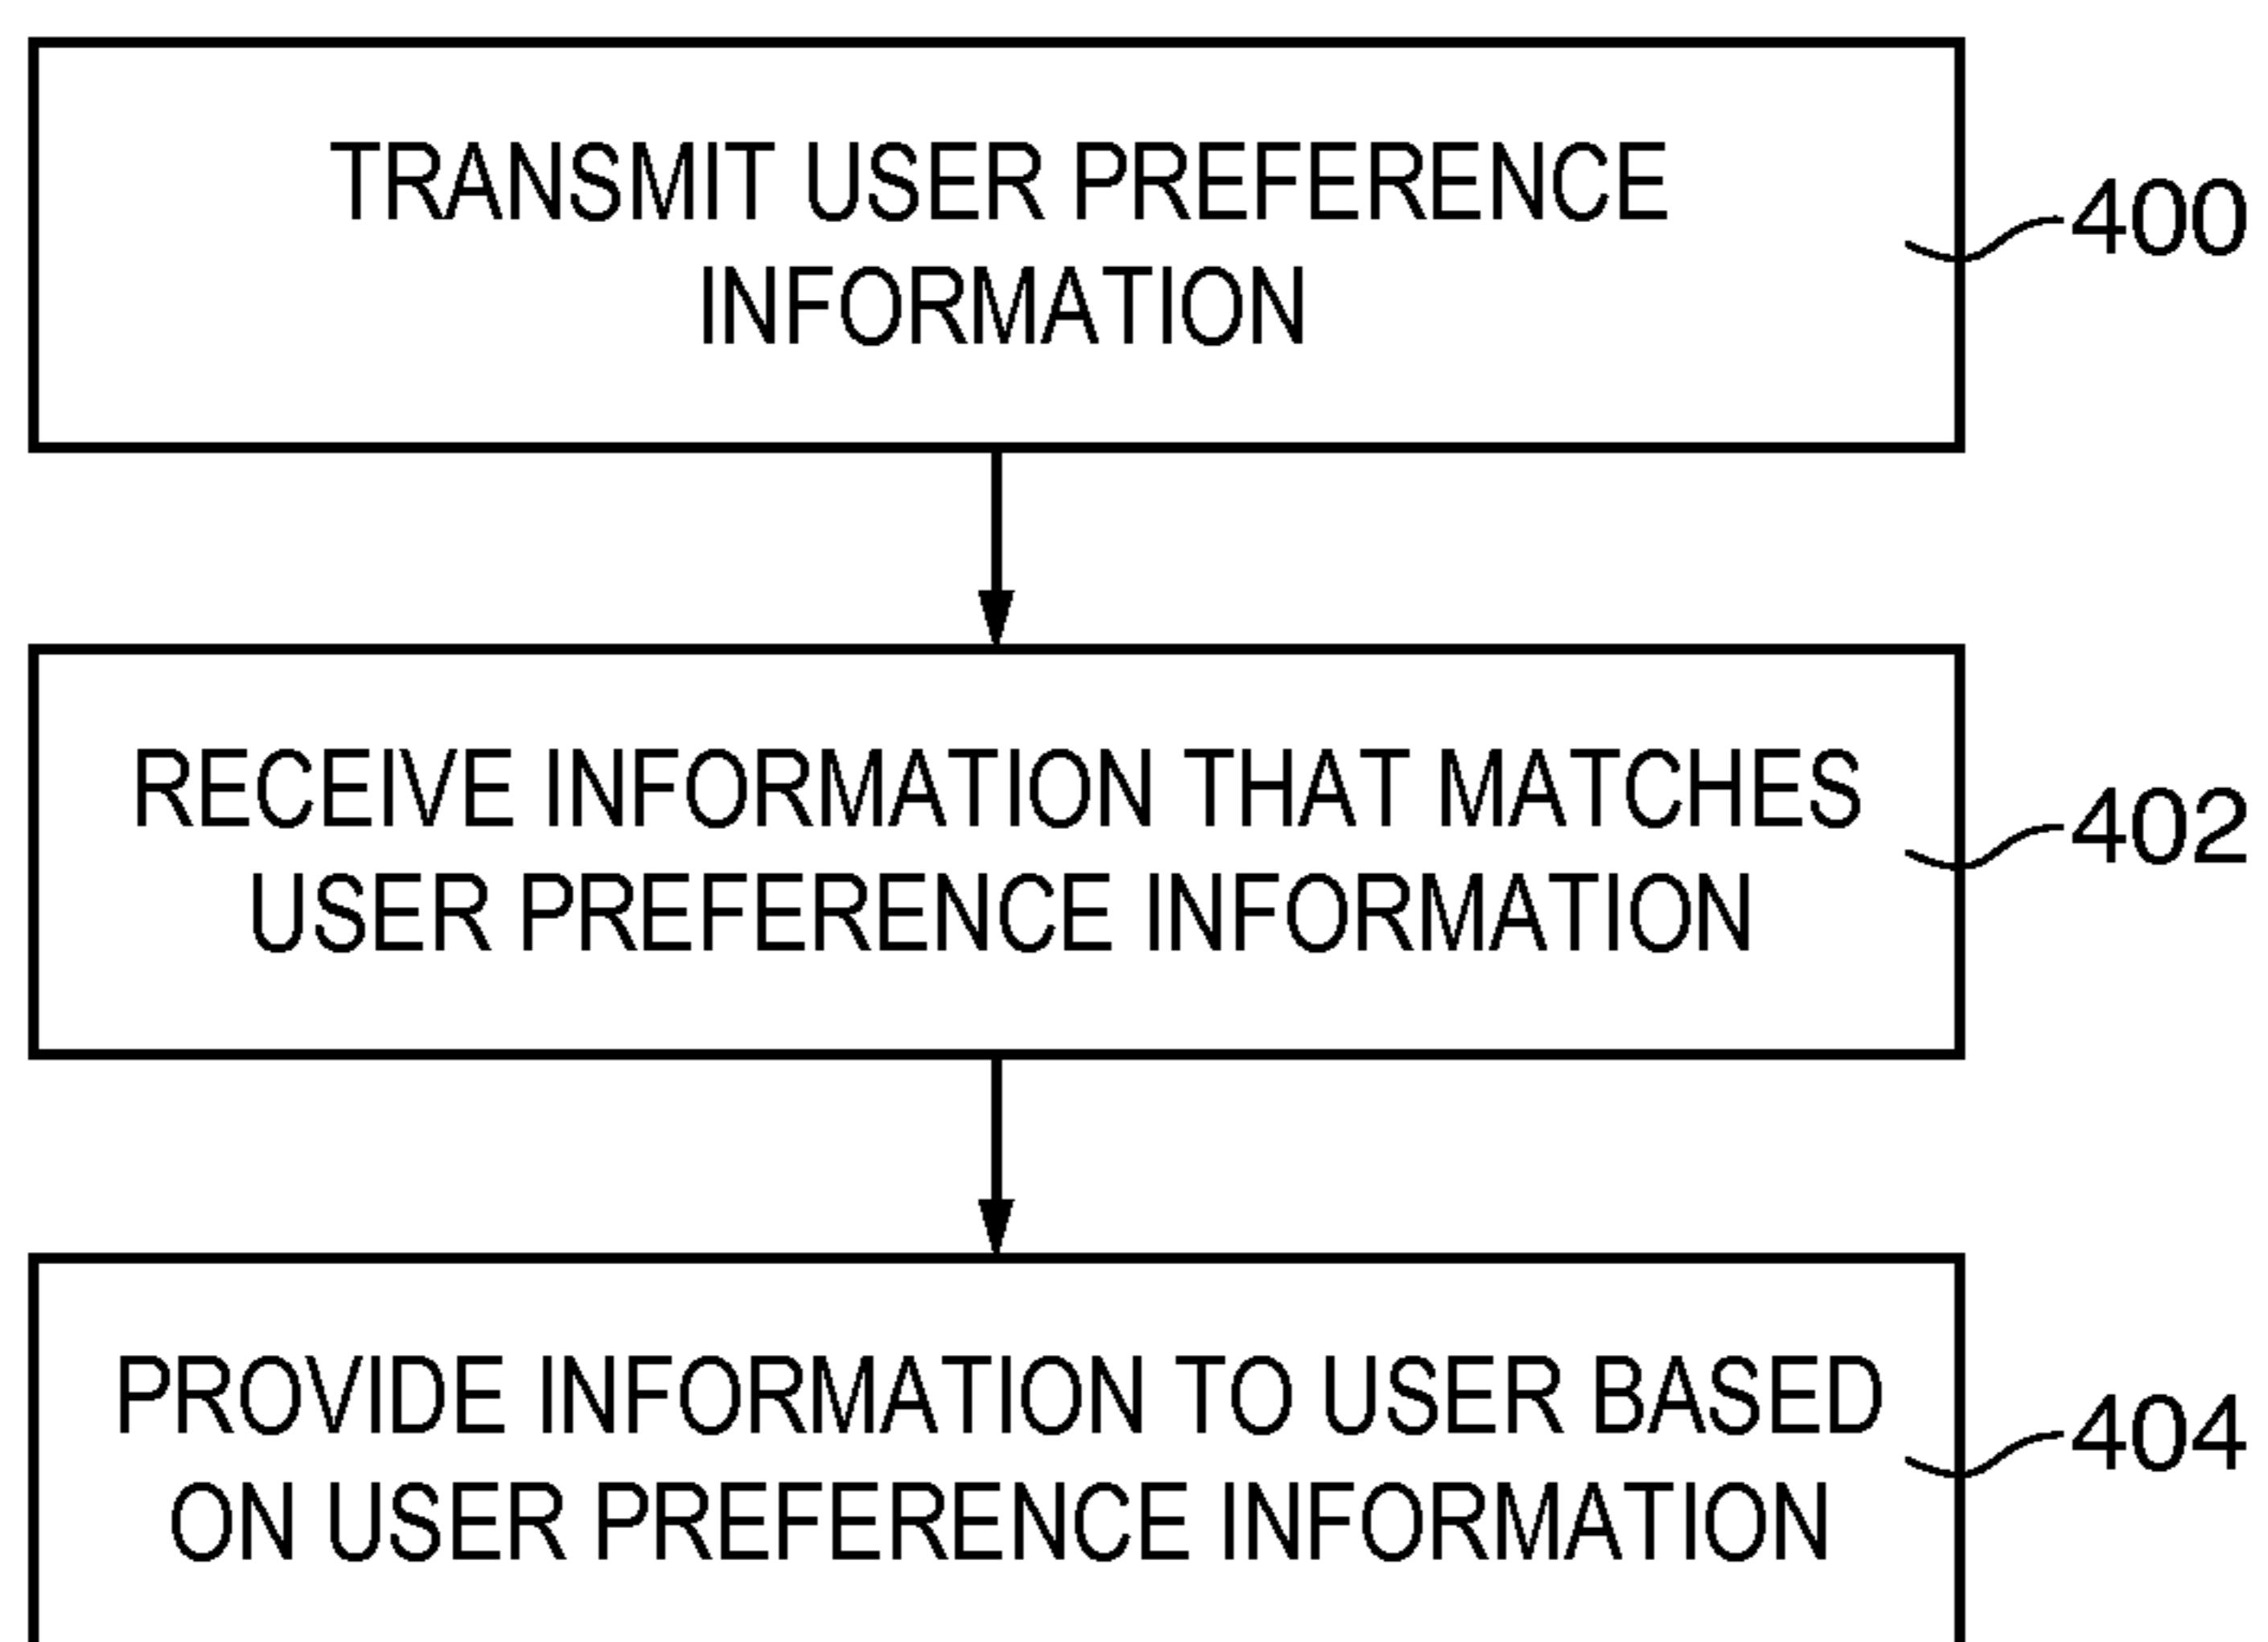 TRANSMIT USER PREFERENCE
INFORMATION
400
RECEIVE INFORMATION THAT MATCHES
USER PREFERENCE INFORMATION
402
PROVIDE INFORMATION TO USER BASED
ON USER PREFERENCE INFORMATION
404